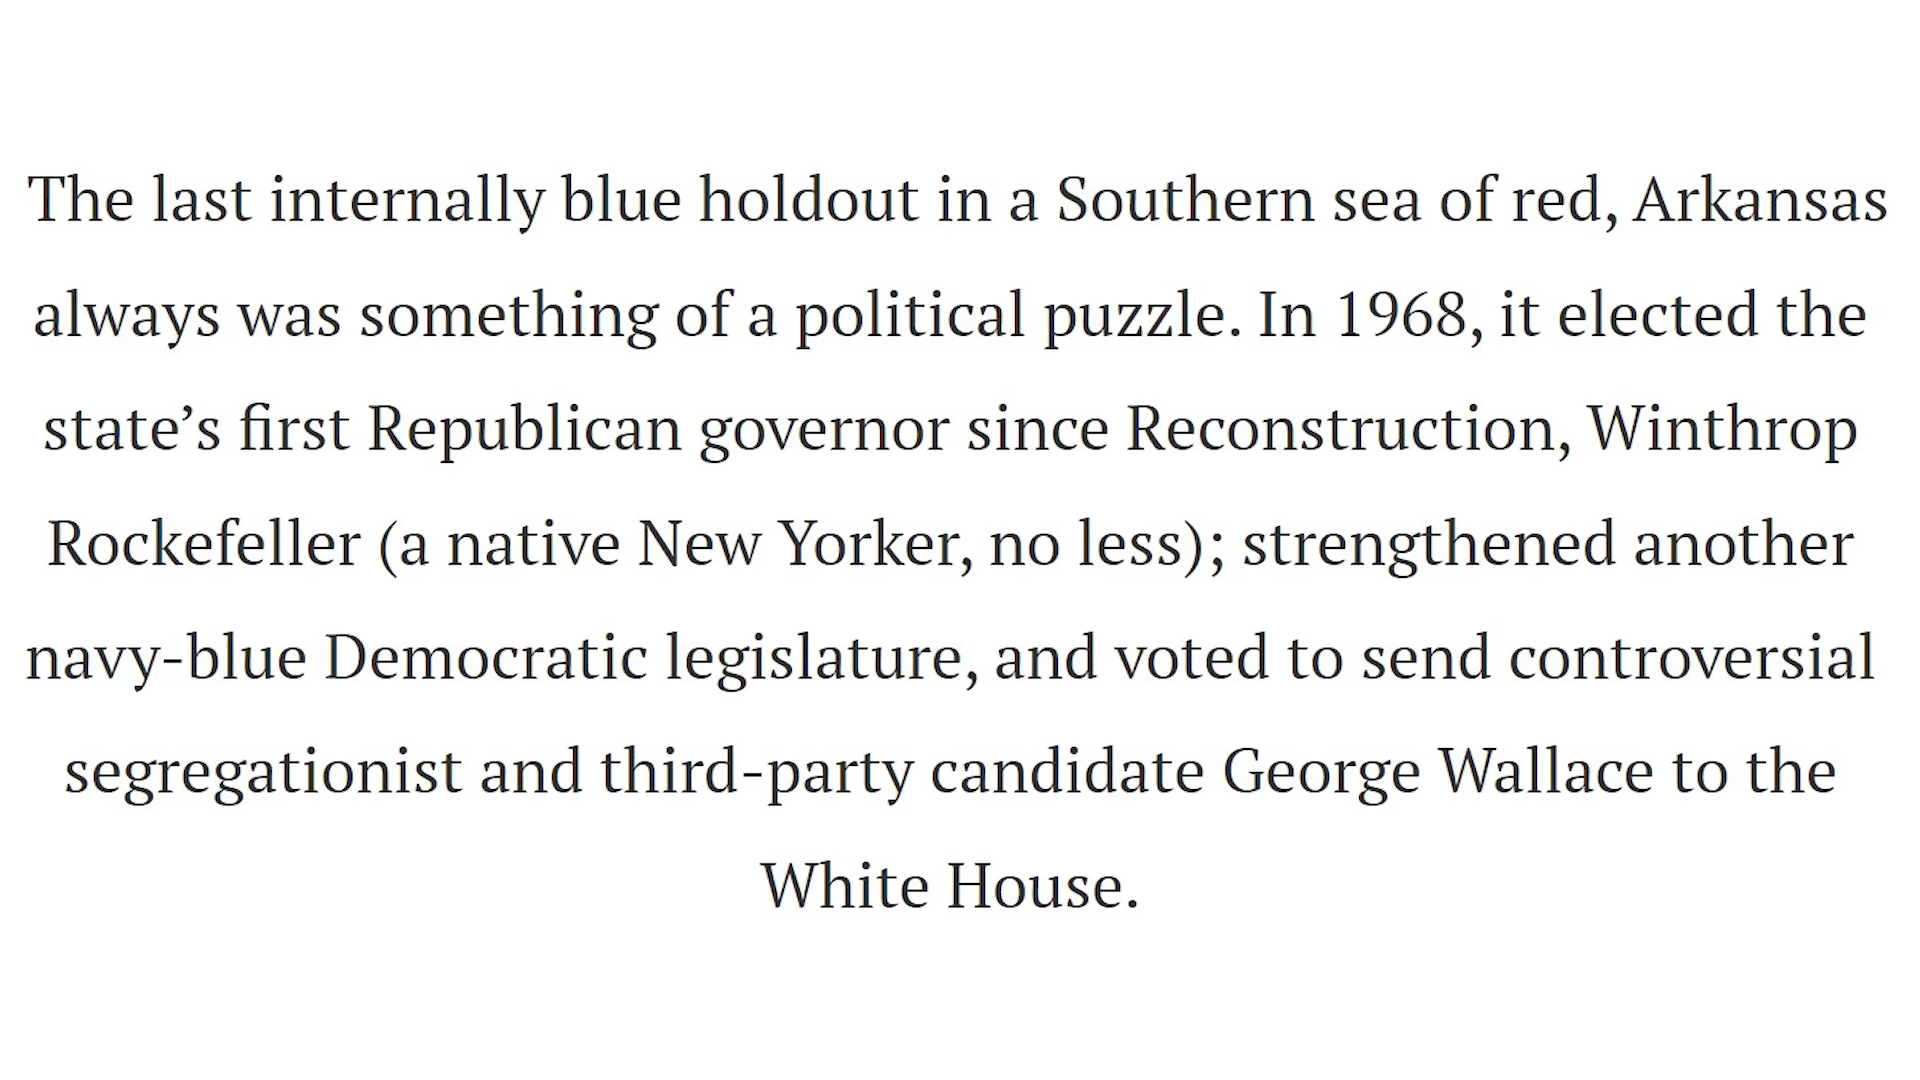 The last internally blue holdout in a Southern sea of red, Arkansas
always was something of a political puzzle. In 1968, it elected the
state’s first Republican governor since Reconstruction, Winthrop
Rockefeller (a native New Yorker, no less); strengthened another
navy-blue Democratic legislature, and voted to send controversial
segregationist and third-party candidate George Wallace to the
White House.